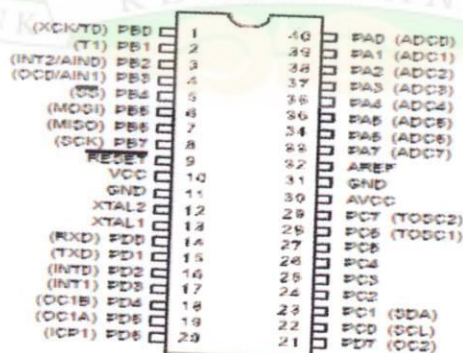 (XCK/T0) PB0 1
(T1) PB1 2
(INT2/AIN0) PB2 3
(OC0/AIN1) PB3 4
(SS) PB4 5
(MOSI) PB5 6
(MISO) PB6 7
(SCK) PB7 8
RESET 9
VCC 10
GND 11
XTAL2 12
XTAL1 13
(RXD) PD0 14
(TXD) PD1 15
(INT0) PD2 16
(INT1) PD3 17
(OC1B) PD4 18
(OC1A) PD5 19
(ICP1) PD6 20
40 PA0 (ADC0)
39 PA1 (ADC1)
38 PA2 (ADC2)
37 PA3 (ADC3)
36 PA4 (ADC4)
35 PA5 (ADC5)
34 PA6 (ADC6)
33 PA7 (ADC7)
32 AREF
31 GND
30 AVCC
29 PC7 (TOSC2)
28 PC6 (TOSC1)
27 PC5
26 PC4
25 PC3
24 PC2
23 PC1 (SDA)
22 PC0 (SCL)
21 PD7 (OC2)